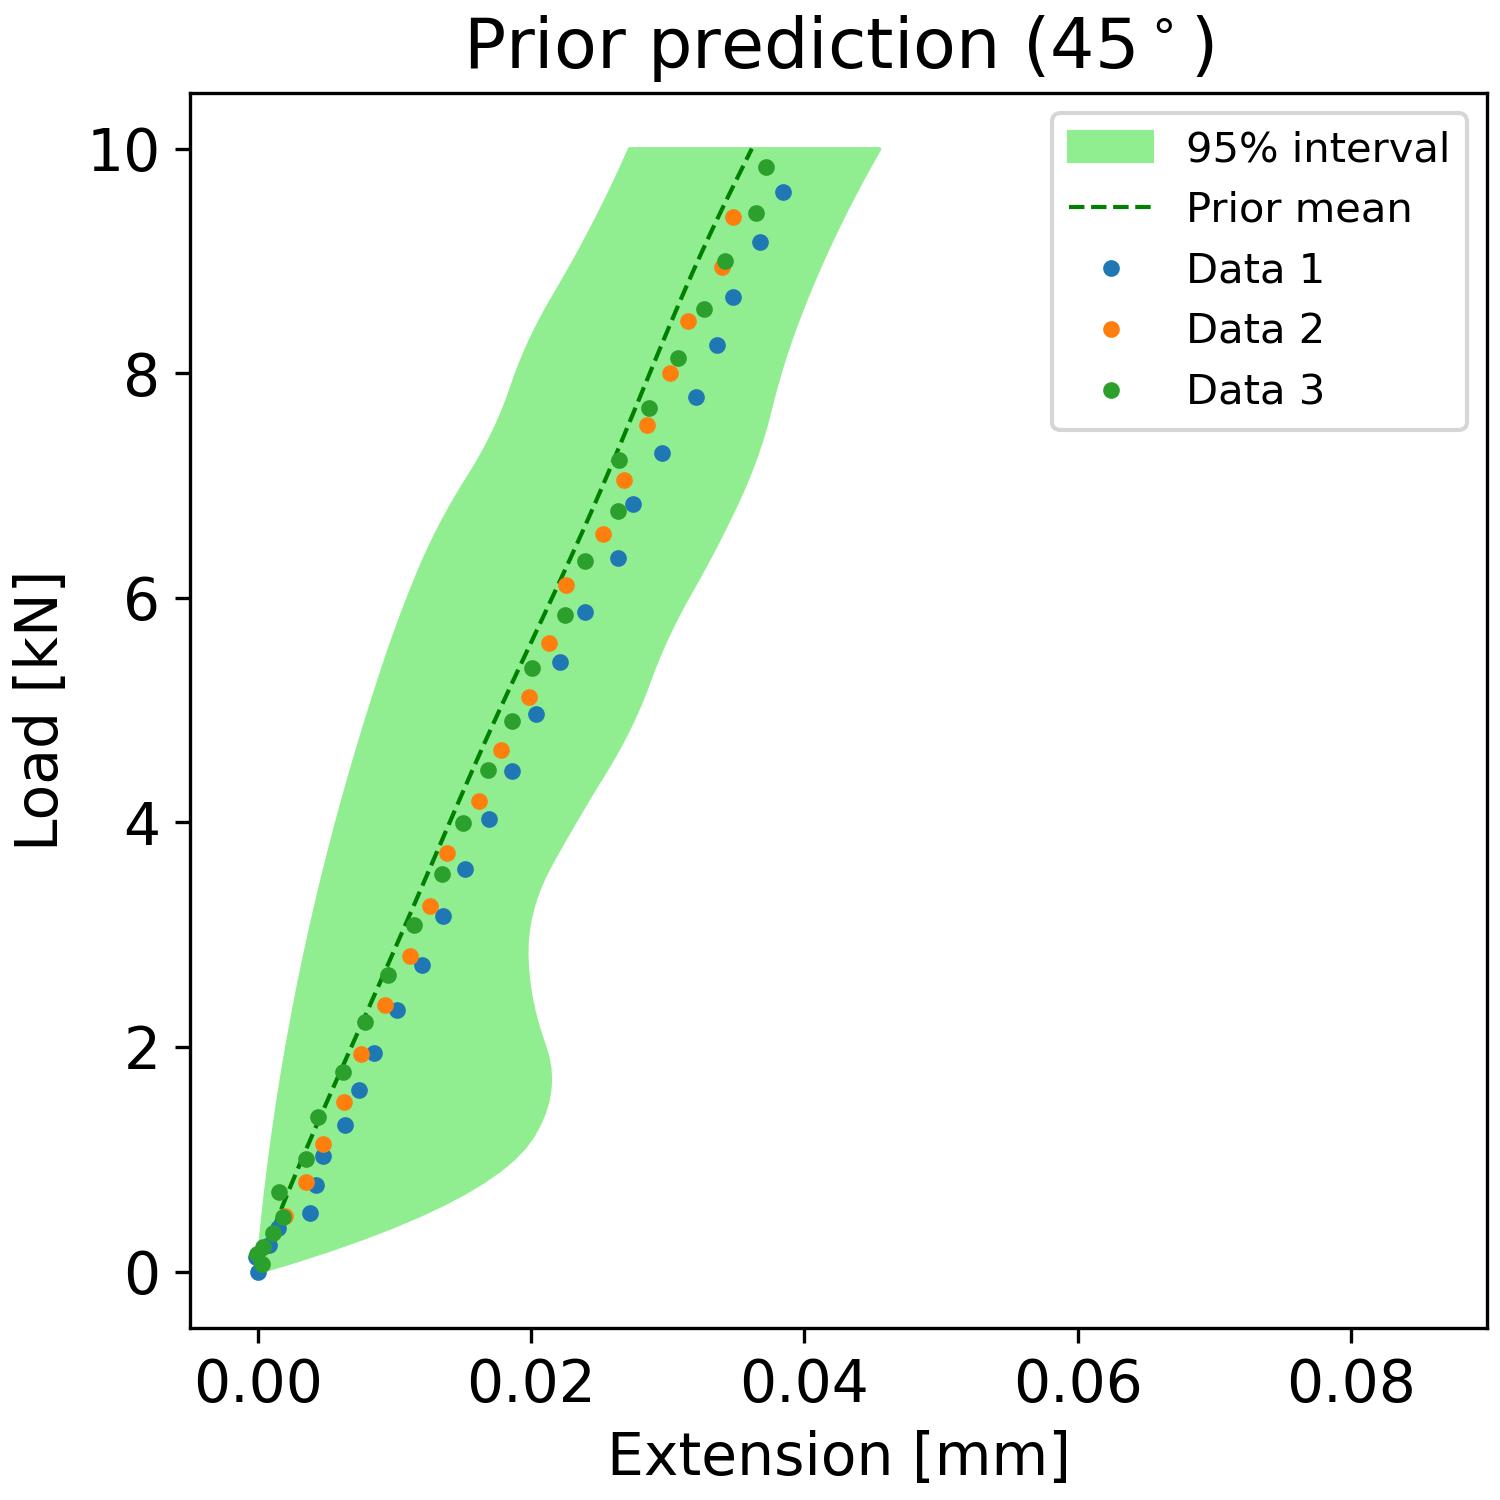 Prior prediction (45°)
Load [kN]
10
8
6
4
2
0
95% interval
Prior mean
Data 1
Data 2
Data 3
0.00 0.02 0.04 0.06 0.08
Extension [mm]